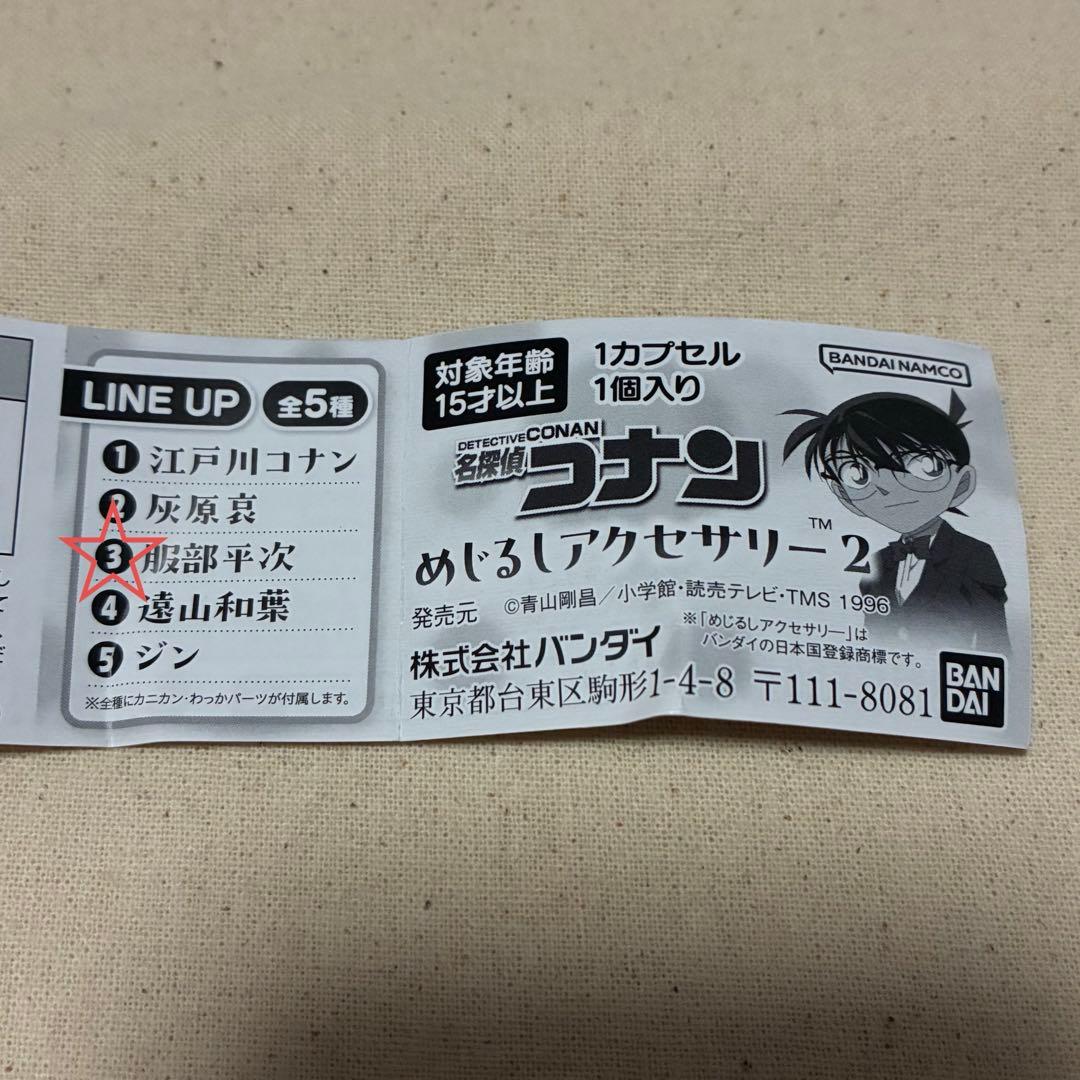 LINE UP 全5種
1 江戸川コナン
2 灰原哀
3 服部平次
4 遠山和葉
5 ジン
※全種にカニカン・わっかパーツが付属します。
対象年齢
15才以上
1カプセル
1個入り
BANDAI NAMCO
DETECTIVE CONAN
名探偵コナン
めじるしアクセサリー™2
発売元 ©青山剛昌/小学館・読売テレビ・TMS 1996
※「めじるしアクセサリー」は
バンダイの日本国登録商標です。
株式会社バンダイ
東京都台東区駒形1-4-8 〒111-8081
BAN
DAI